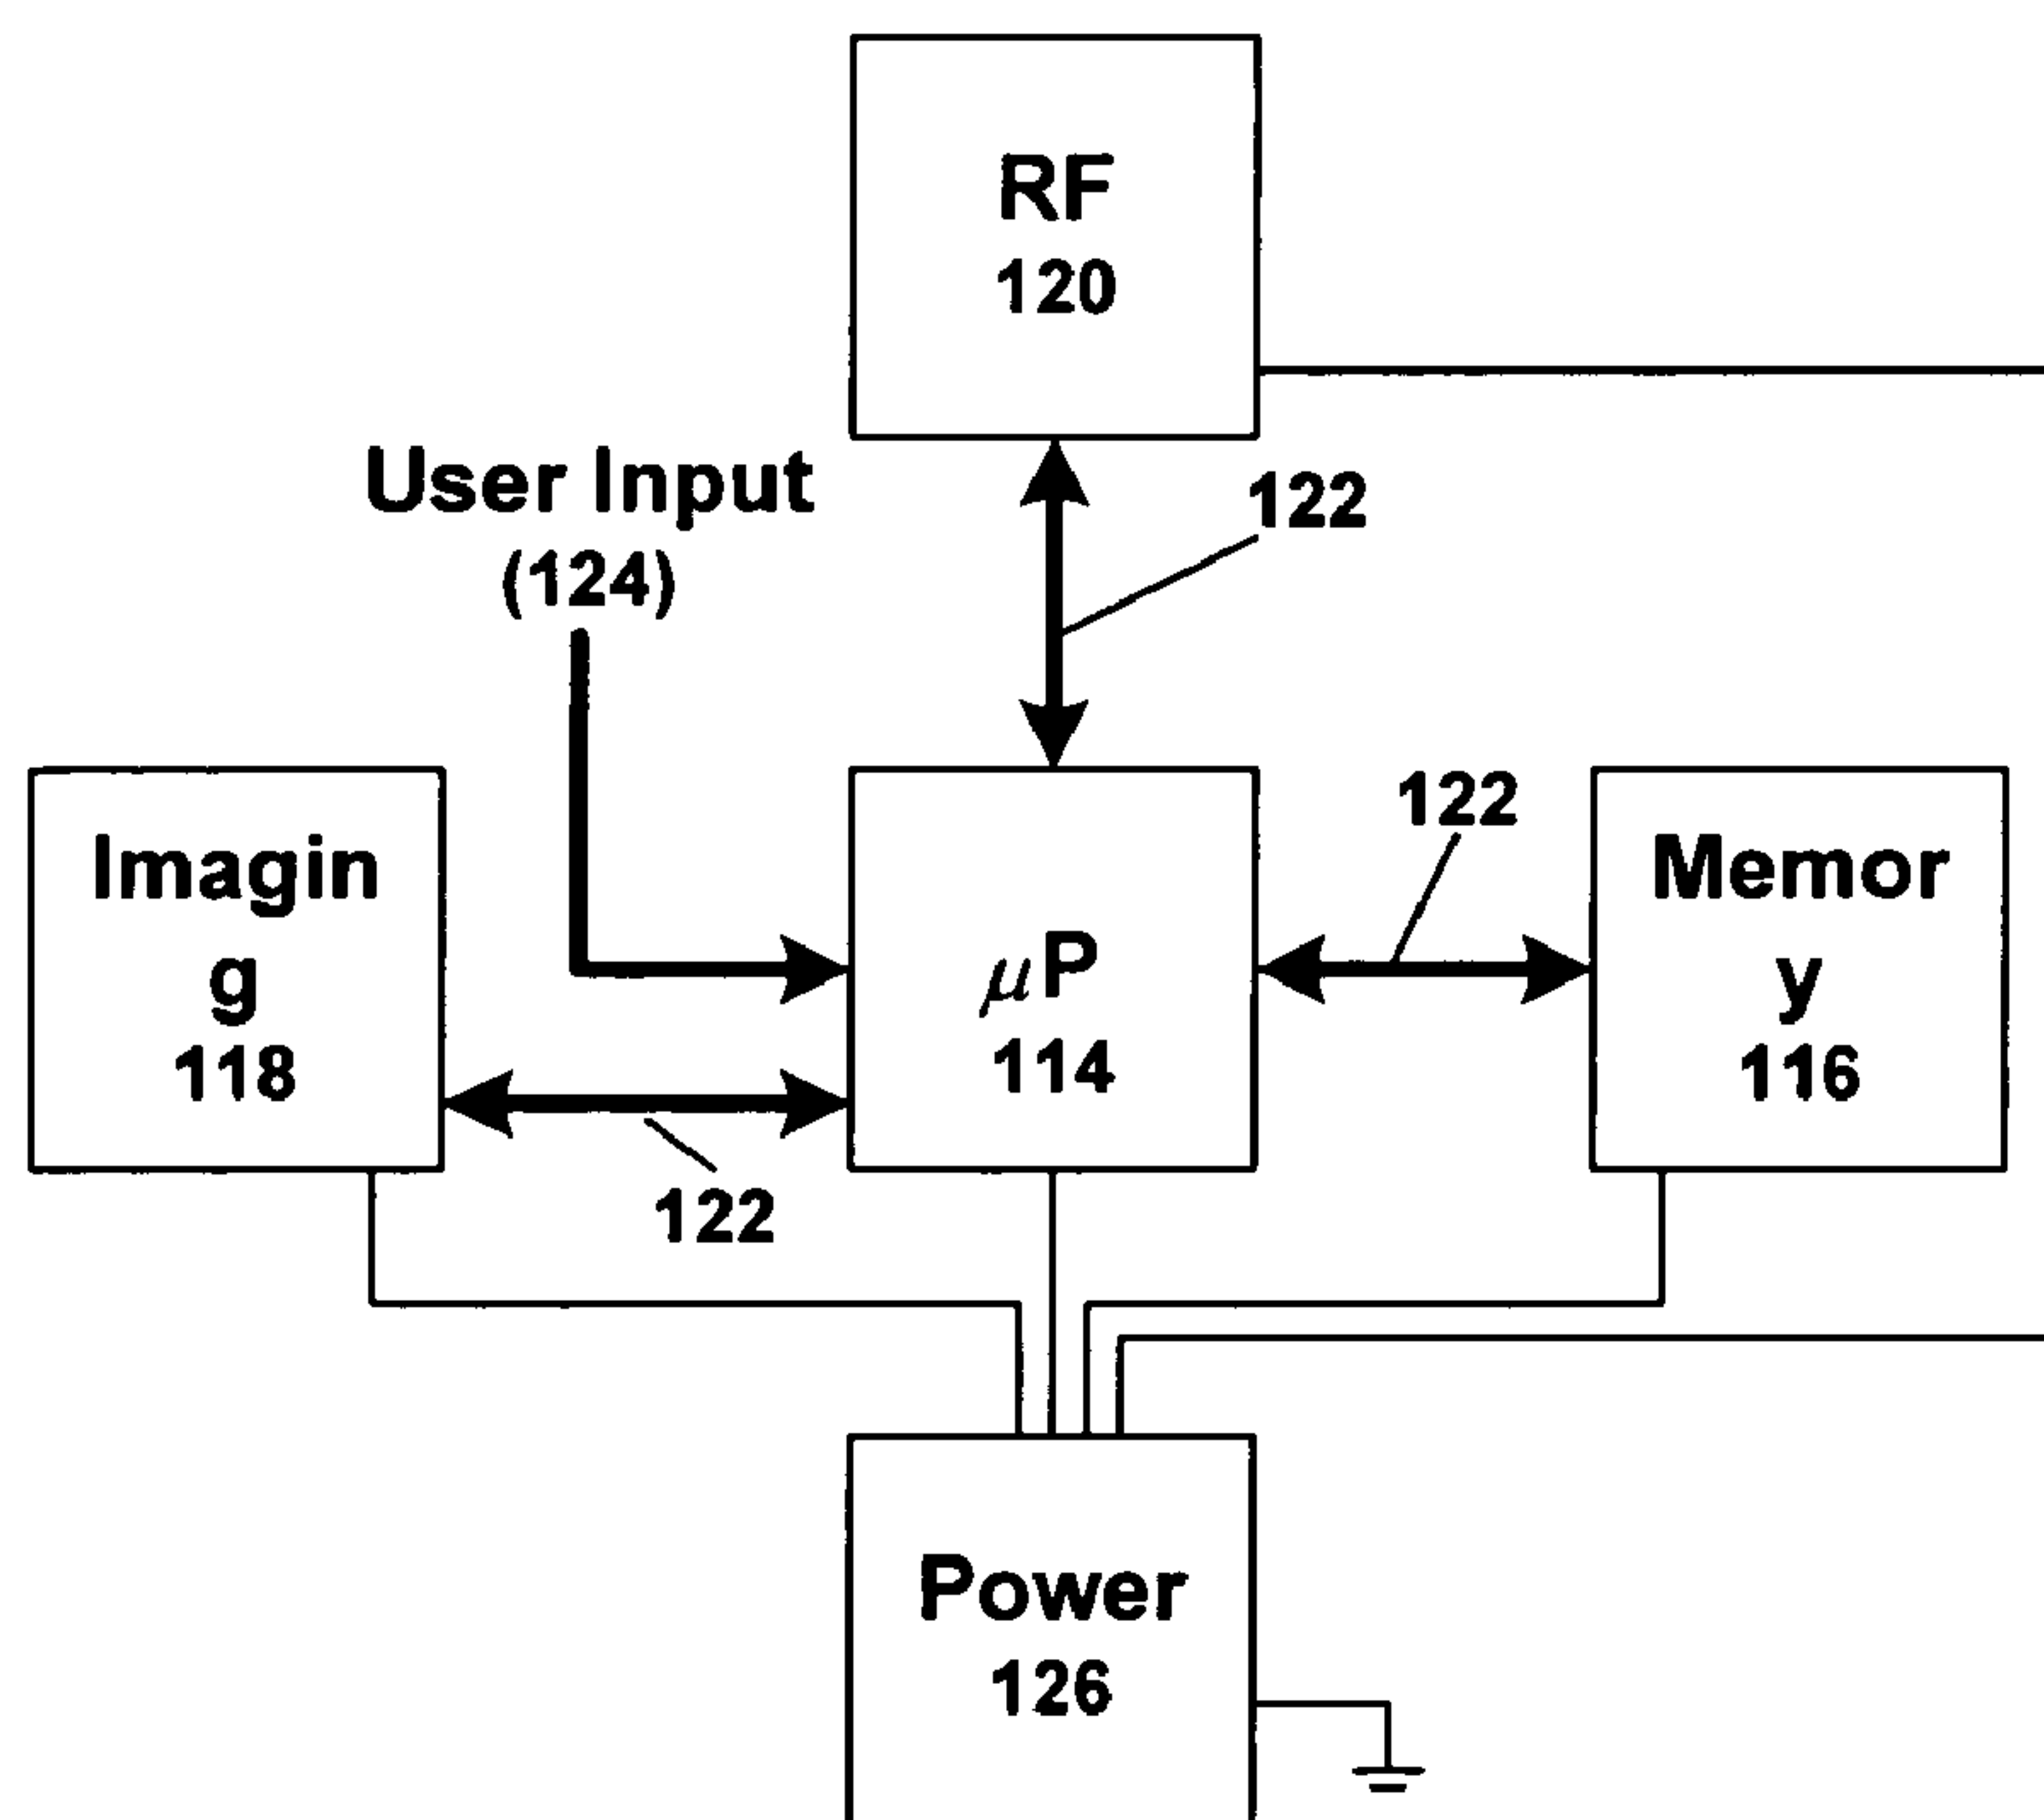 RF
120
User Input
(124)
122
122
Imagin
g
118
μP
114
Memor
y
116
122
Power
126